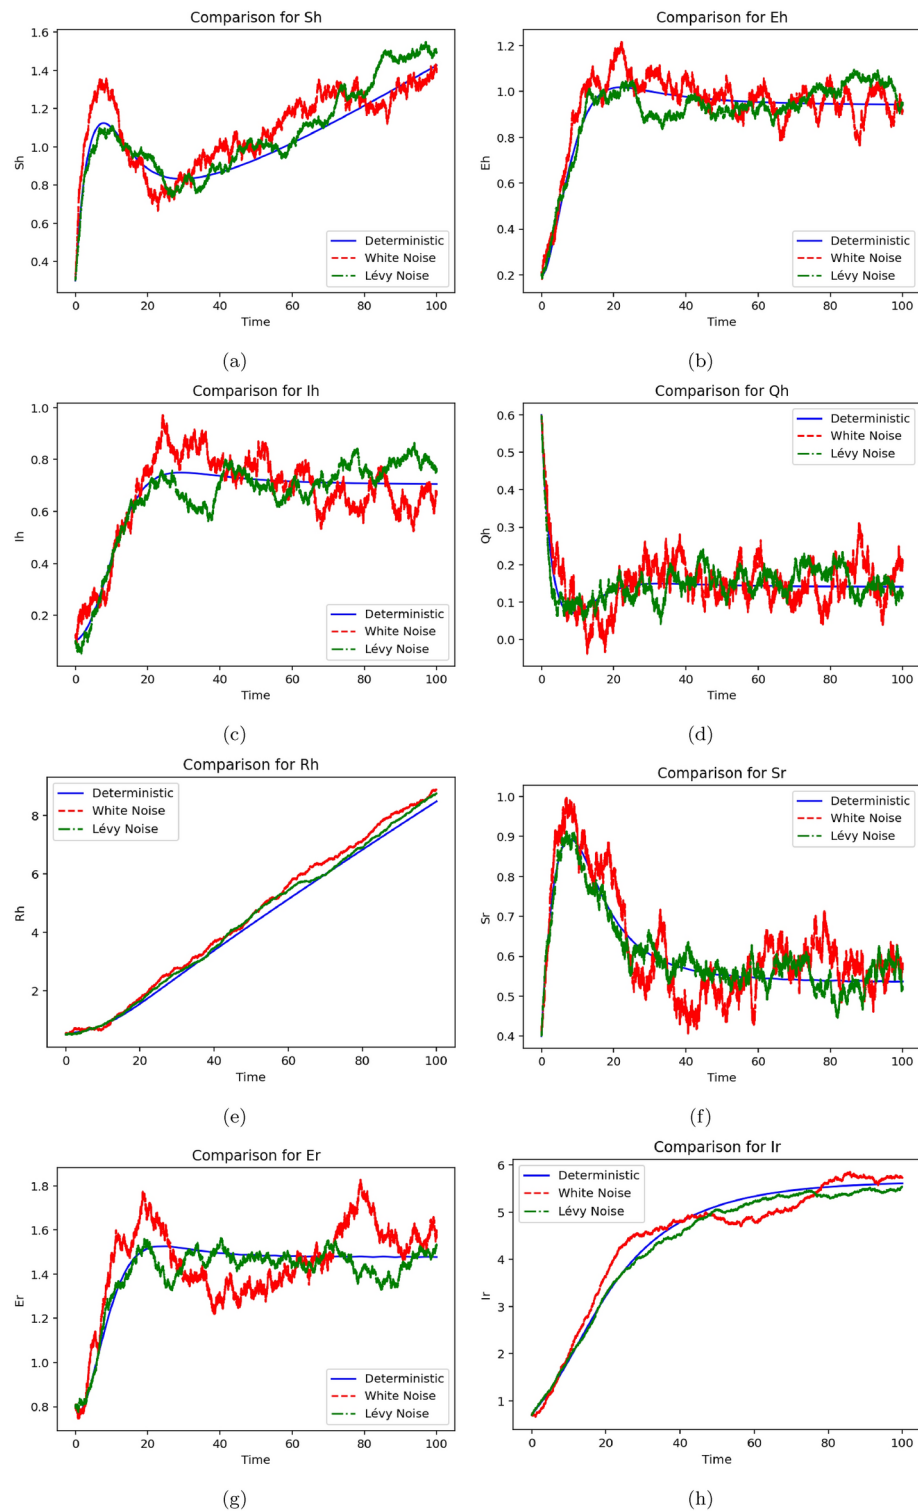 Comparison for Sh
1.6
1.4
1.2
1.0
0.8
0.6
0.4
Sh
Deterministic
White Noise
Lévy Noise
0 20 40 60 80 100
Time
(a)
Comparison for Eh
1.2
1.0
0.8
0.6
0.4
0.2
Eh
Deterministic
White Noise
Lévy Noise
0 20 40 60 80 100
Time
(b)
Comparison for Ih
1.0
0.8
0.6
0.4
0.2
Ih
Deterministic
White Noise
Lévy Noise
0 20 40 60 80 100
Time
(c)
Comparison for Qh
0.6
0.5
0.4
0.3
0.2
0.1
0.0
Qh
Deterministic
White Noise
Lévy Noise
0 20 40 60 80 100
Time
(d)
Comparison for Rh
8
6
4
2
Rh
Deterministic
White Noise
Lévy Noise
0 20 40 60 80 100
Time
(e)
Comparison for Sr
1.0
0.9
0.8
0.7
0.6
0.5
0.4
Sr
Deterministic
White Noise
Lévy Noise
0 20 40 60 80 100
Time
(f)
Comparison for Er
1.8
1.6
1.4
1.2
1.0
0.8
Er
Deterministic
White Noise
Lévy Noise
0 20 40 60 80 100
Time
(g)
Comparison for Ir
6
5
4
3
2
1
Ir
Deterministic
White Noise
Lévy Noise
0 20 40 60 80 100
Time
(h)